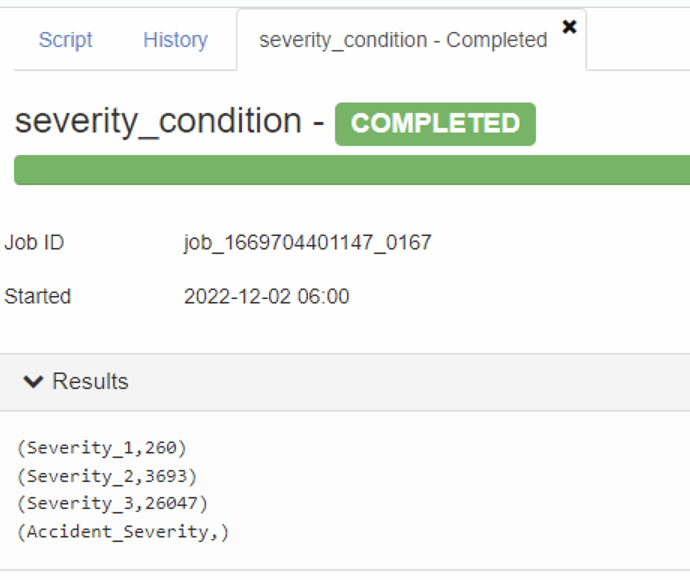 Script History severity_condition - Completed ✖
severity_condition - COMPLETED
Job ID job_1669704401147_0167
Started 2022-12-02 06:00
Results
(Severity_1,260)
(Severity_2,3693)
(Severity_3,26047)
(Accident_Severity,)